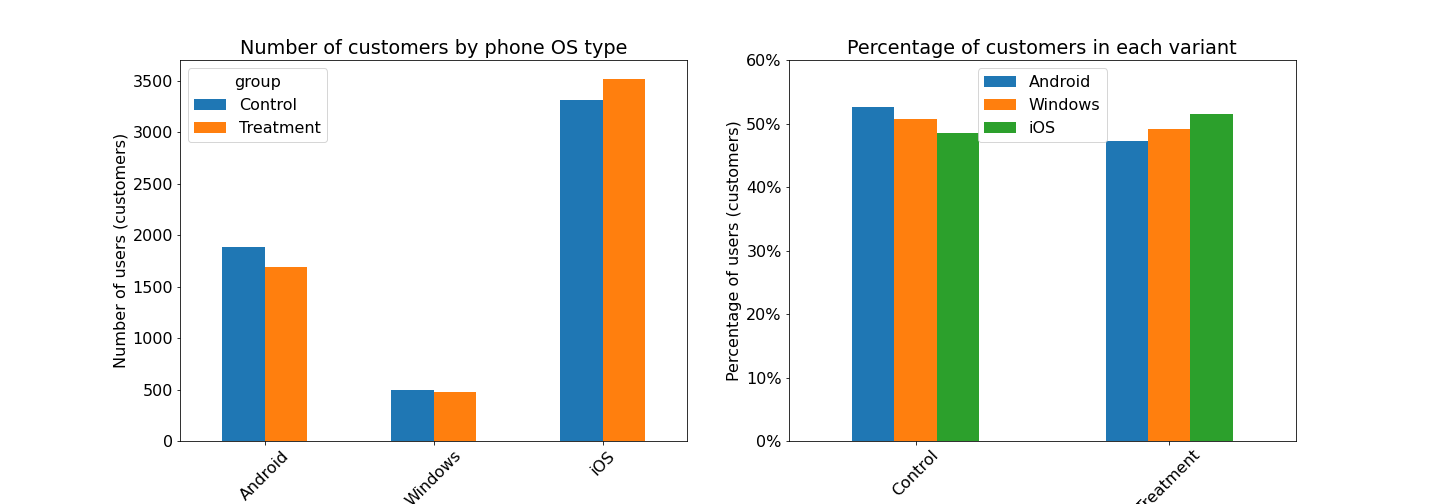 Number of customers by phone OS type
Number of users (customers)
3500
3000
2500
2000
1500
1000
500
0
group
Control
Treatment
Android
Windows
iOS
Percentage of customers in each variant
Percentage of users (customers)
60%
50%
40%
30%
20%
10%
0%
Android
Windows
iOS
Control
Treatment